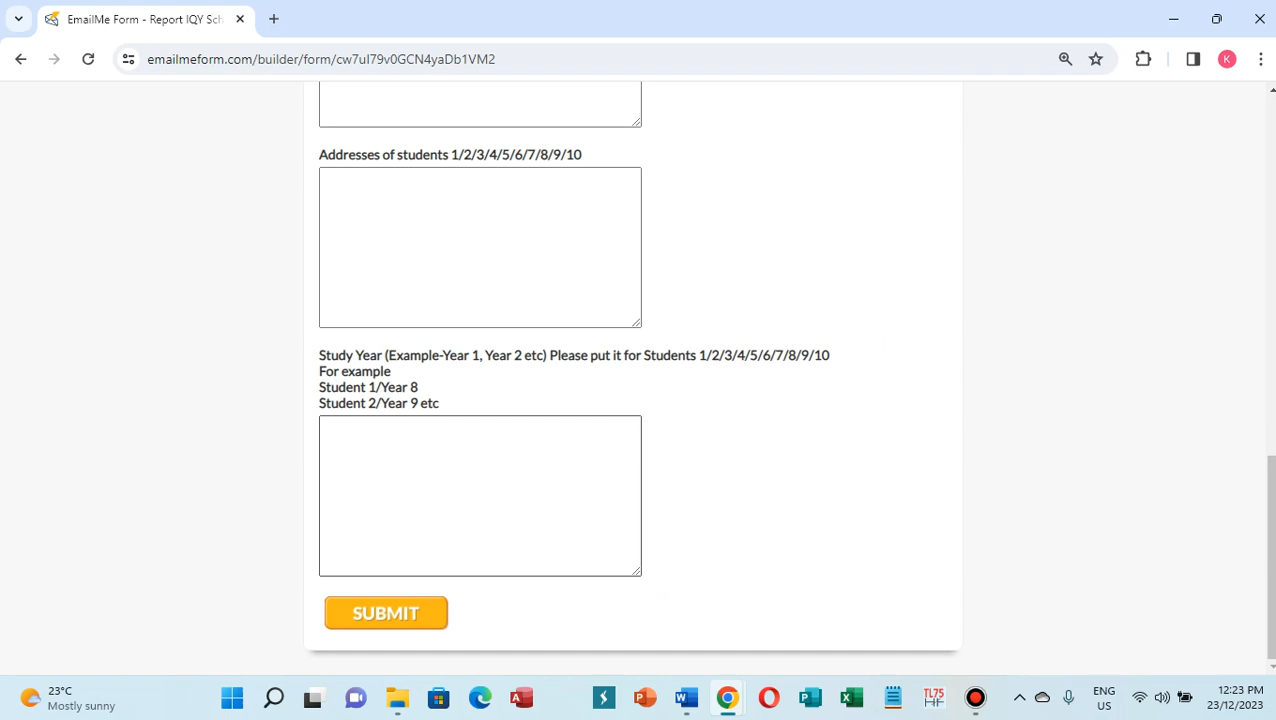 EmailMe Form - Report IQY Sch
emailmeform.com/builder/form/cw7uI79v0GCN4yaDb1VM2
K
Addresses of students 1/2/3/4/5/6/7/8/9/10
Study Year (Example-Year 1, Year 2 etc) Please put it for Students 1/2/3/4/5/6/7/8/9/10
For example
Student 1/Year 8
Student 2/Year 9 etc
SUBMIT
23°C
Mostly sunny
TL75
ENG
US
12:23 PM
23/12/2023